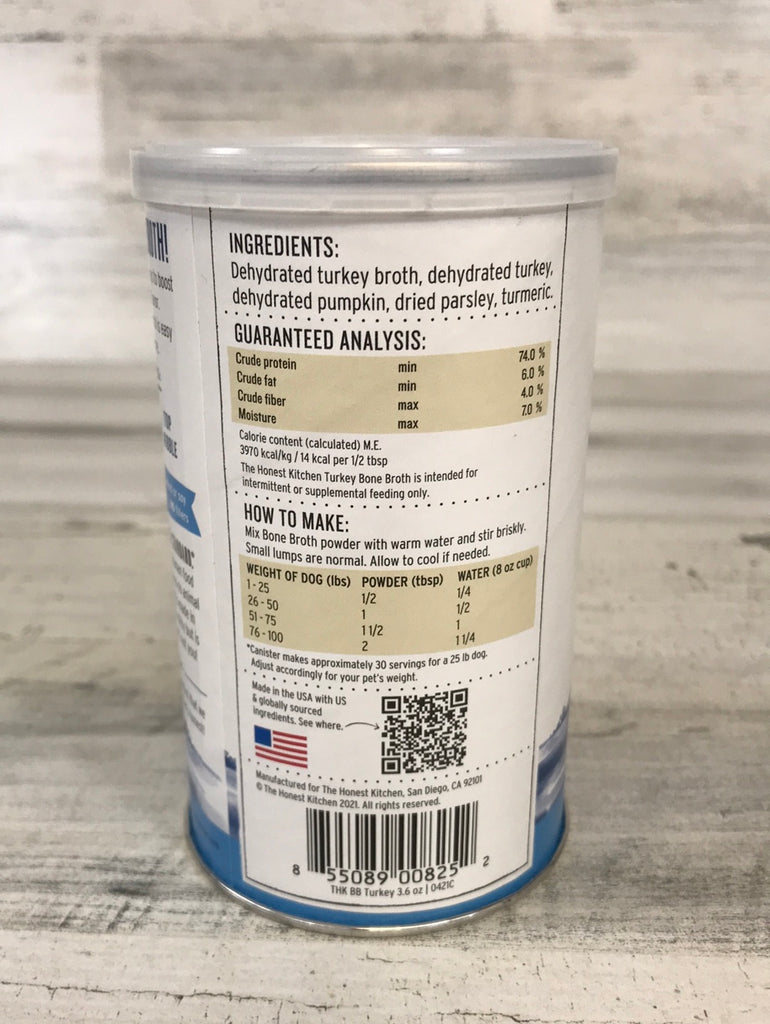 to boost
is easy
INGREDIENTS:
Dehydrated turkey broth, dehydrated turkey,
dehydrated pumpkin, dried parsley, turmeric.
GUARANTEED ANALYSIS:
Crude protein min 74.0 %
Crude fat min 6.0 %
Crude fiber max 4.0 %
Moisture max 7.0 %
Calorie content (calculated) M.E.
3970 kcal/kg / 14 kcal per 1/2 tbsp
The Honest Kitchen Turkey Bone Broth is intended for
intermittent or supplemental feeding only.
HOW TO MAKE:
Mix Bone Broth powder with warm water and stir briskly.
Small lumps are normal. Allow to cool if needed.
WEIGHT OF DOG (lbs) POWDER (tbsp) WATER (8 oz cup)
1-25 1/2 1/4
26-50 1 1/2
51-75 1 1/2 1
76-100 2 1 1/4
*Canister makes approximately 30 servings for a 25 lb dog.
Adjust accordingly for your pet's weight.
Made in the USA with US
& globally sourced
ingredients. See where.
Manufactured for The Honest Kitchen, San Diego, CA 92101
© The Honest Kitchen 2021. All rights reserved.
8 55089 00825 2
THK BB Turkey 3.6 oz | 0421C